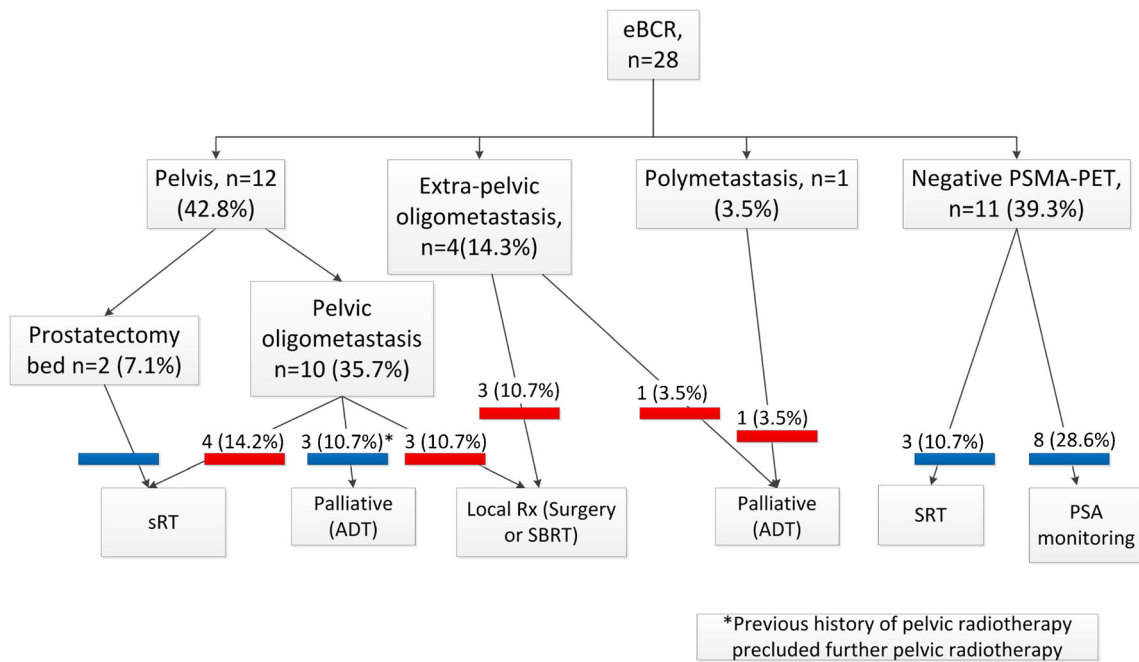 eBCR,
n=28
Pelvis, n=12
(42.8%)
Extra-pelvic
oligometastasis,
n=4(14.3%)
Polymetastasis, n=1
(3.5%)
Negative PSMA-PET,
n=11 (39.3%)
Prostatectomy
bed n=2 (7.1%)
Pelvic
oligometastasis
n=10 (35.7%)
3 (10.7%)
1 (3.5%)
1 (3.5%)
4 (14.2%)
3 (10.7%)*
3 (10.7%)
3 (10.7%)
8 (28.6%)
sRT
Palliative
(ADT)
Local Rx (Surgery
or SBRT)
Palliative
(ADT)
SRT
PSA
monitoring
*Previous history of pelvic radiotherapy
precluded further pelvic radiotherapy